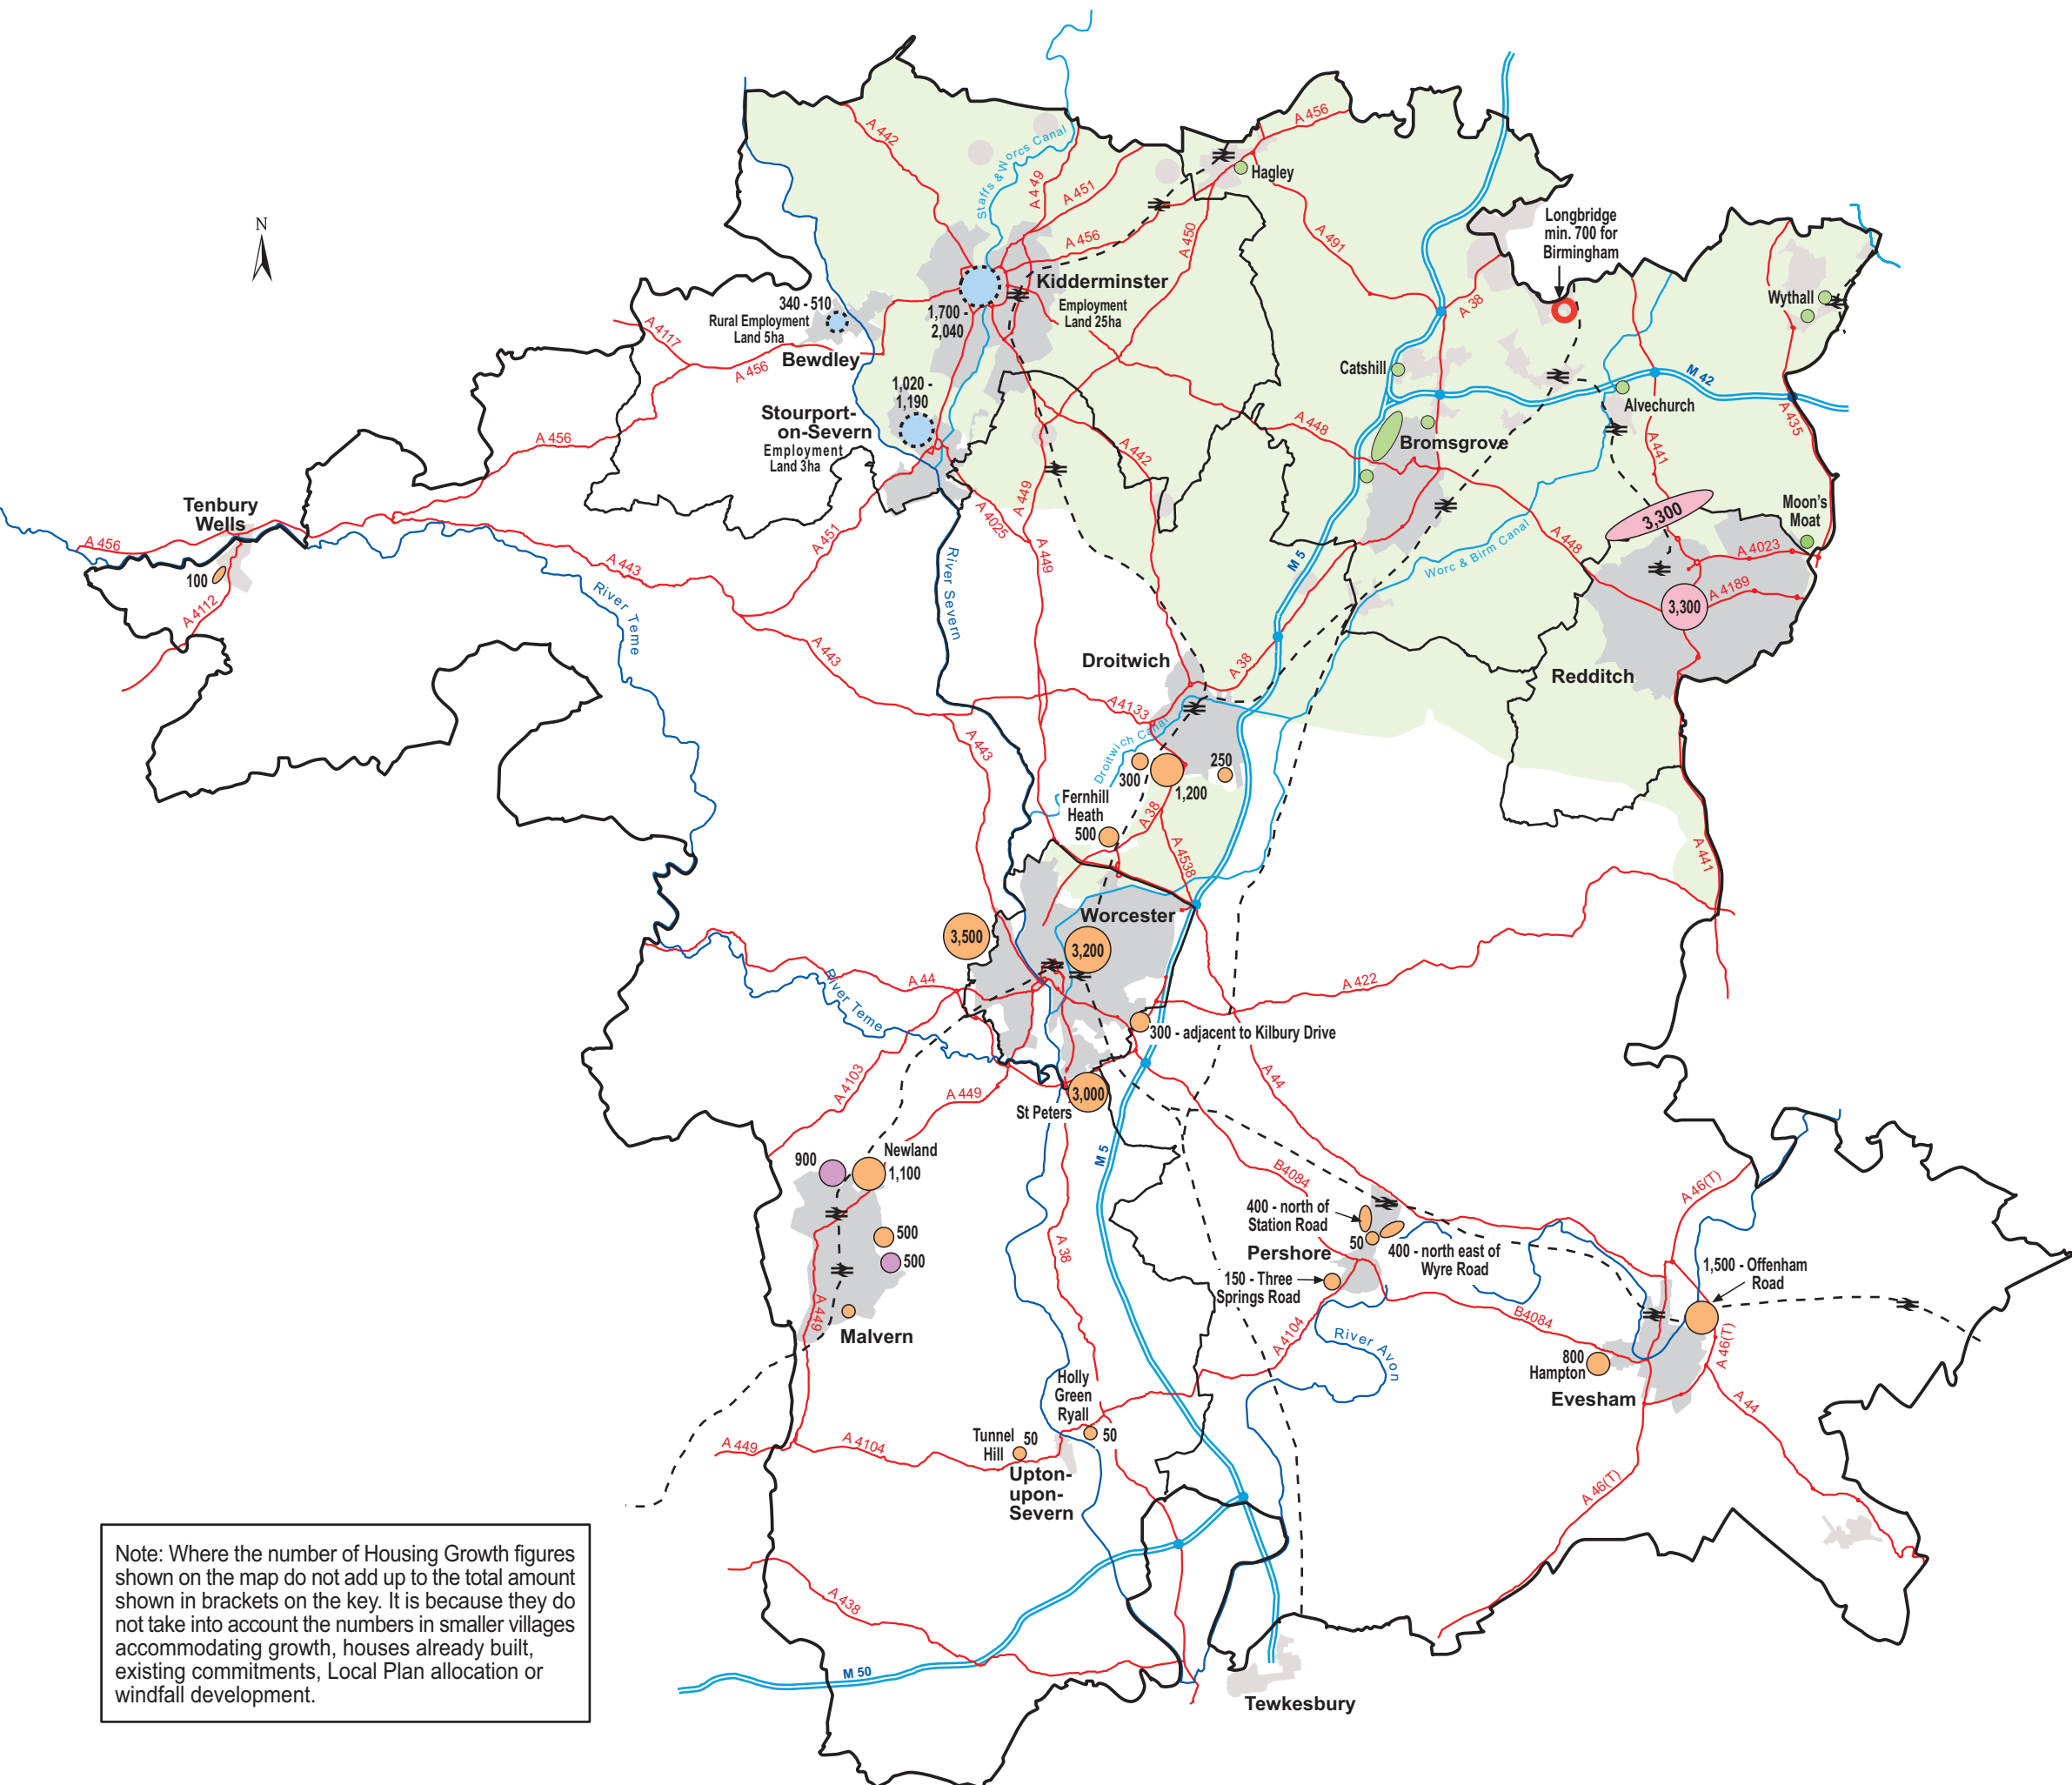 N
A 442
Staffs & Worcs Canal
A 449
A 451
A 456
A 450
A 456
Hagley
A 491
A 38
Longbridge
min. 700 for
Birmingham
Wythall
Kidderminster
Employment
Land 25ha
1,700 -
2,040
340 - 510
Rural Employment
Land 5ha
Bewdley
A 4117
A 456
1,020 -
1,190
Stourport-
on-Severn
Employment
Land 3ha
Catshill
M 42
Alvechurch
A 435
A 448
Bromsgrove
A 441
A 442
A 449
A 4025
A 451
A 456
Tenbury
Wells
A 456
100
A 4112
A 443
River Teme
River Severn
A 449
M 5
Worc & Birm Canal
A 448
3,300
Moon's
Moat
A 4023
A 4189
3,300
Redditch
A 443
Droitwich
A 38
A4133
Droitwich Canal
A 443
300
1,200
250
Fernhill
Heath
500
A 38
A 4538
A 441
Worcester
3,500
3,200
A 44
River Teme
A 422
300 - adjacent to Kilbury Drive
A 4103
A 449
3,000
St Peters
A 44
M 5
Newland
900
1,100
500
500
A 449
Malvern
A 38
B4084
A 46(T)
400 - north of
Station Road
50
Pershore
400 - north east of
Wyre Road
150 - Three
Springs Road
1,500 - Offenham
Road
A 4104
River Avon
B4084
A 46(T)
800
Hampton
Evesham
A 44
Holly
Green
Ryall
50
Tunnel
Hill
50
A 449
A 4104
Upton-
upon-
Severn
A 46(T)
A 438
M 50
Tewkesbury
Note: Where the number of Housing Growth figures
shown on the map do not add up to the total amount
shown in brackets on the key. It is because they do
not take into account the numbers in smaller villages
accommodating growth, houses already built,
existing commitments, Local Plan allocation or
windfall development.